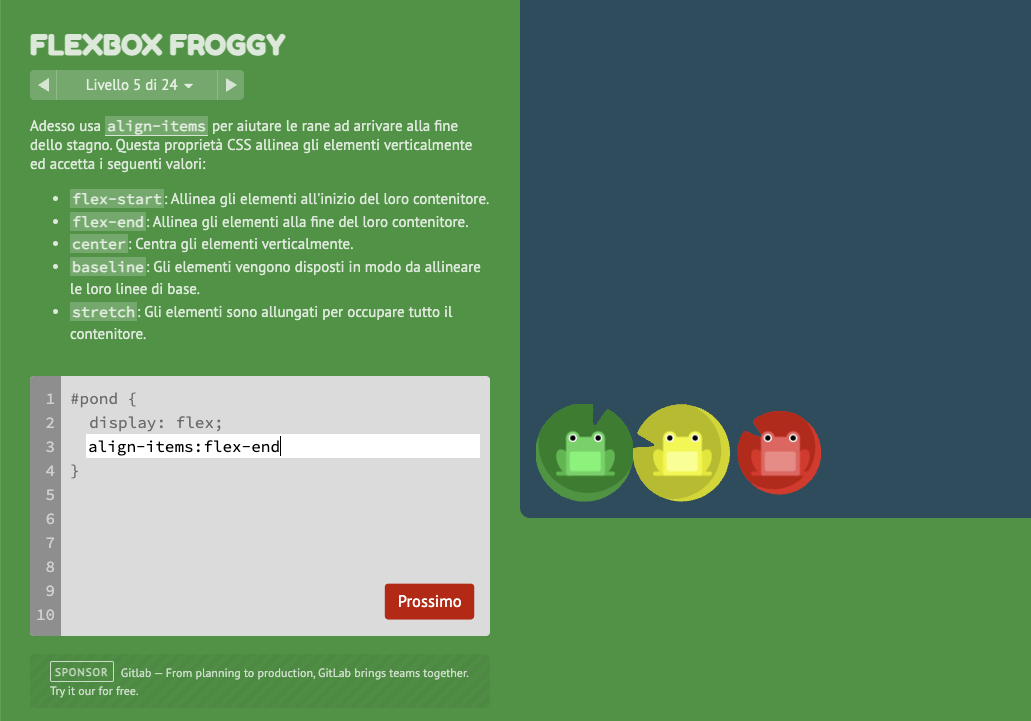 FLEXBOX FROGGY
Livello 5 di 24
Adesso usa align-items per aiutare le rane ad arrivare alla fine
dello stagno. Questa proprietà CSS allinea gli elementi verticalmente
ed accetta i seguenti valori:
• flex-start: Allinea gli elementi all'inizio del loro contenitore.
• flex-end: Allinea gli elementi alla fine del loro contenitore.
• center: Centra gli elementi verticalmente.
• baseline: Gli elementi vengono disposti in modo da allineare
le loro linee di base.
• stretch: Gli elementi sono allungati per occupare tutto il
contenitore.
1 #pond {
2 display: flex;
3 align-items:flex-end
4 }
5
6
7
8
9
10
Prossimo
SPONSOR Gitlab — From planning to production, GitLab brings teams together.
Try it our for free.